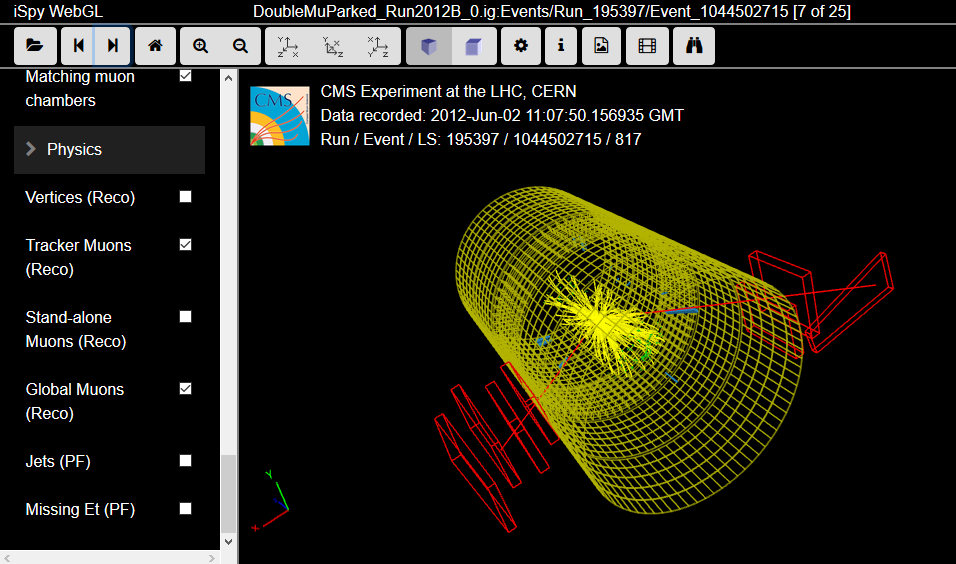 iSpy WebGL
DoubleMuParked_Run2012B_0.ig:Events/Run_195397/Event_1044502715 [7 of 25]
Y
Z X
Y
X Z
X Y
Z
i
Matching muon
chambers
Physics
Vertices (Reco)
Tracker Muons
(Reco)
Stand-alone
Muons (Reco)
Global Muons
(Reco)
Jets (PF)
Missing Et (PF)
CMS
CMS Experiment at the LHC, CERN
Data recorded: 2012-Jun-02 11:07:50.156935 GMT
Run / Event / LS: 195397 / 1044502715 / 817
Y
X